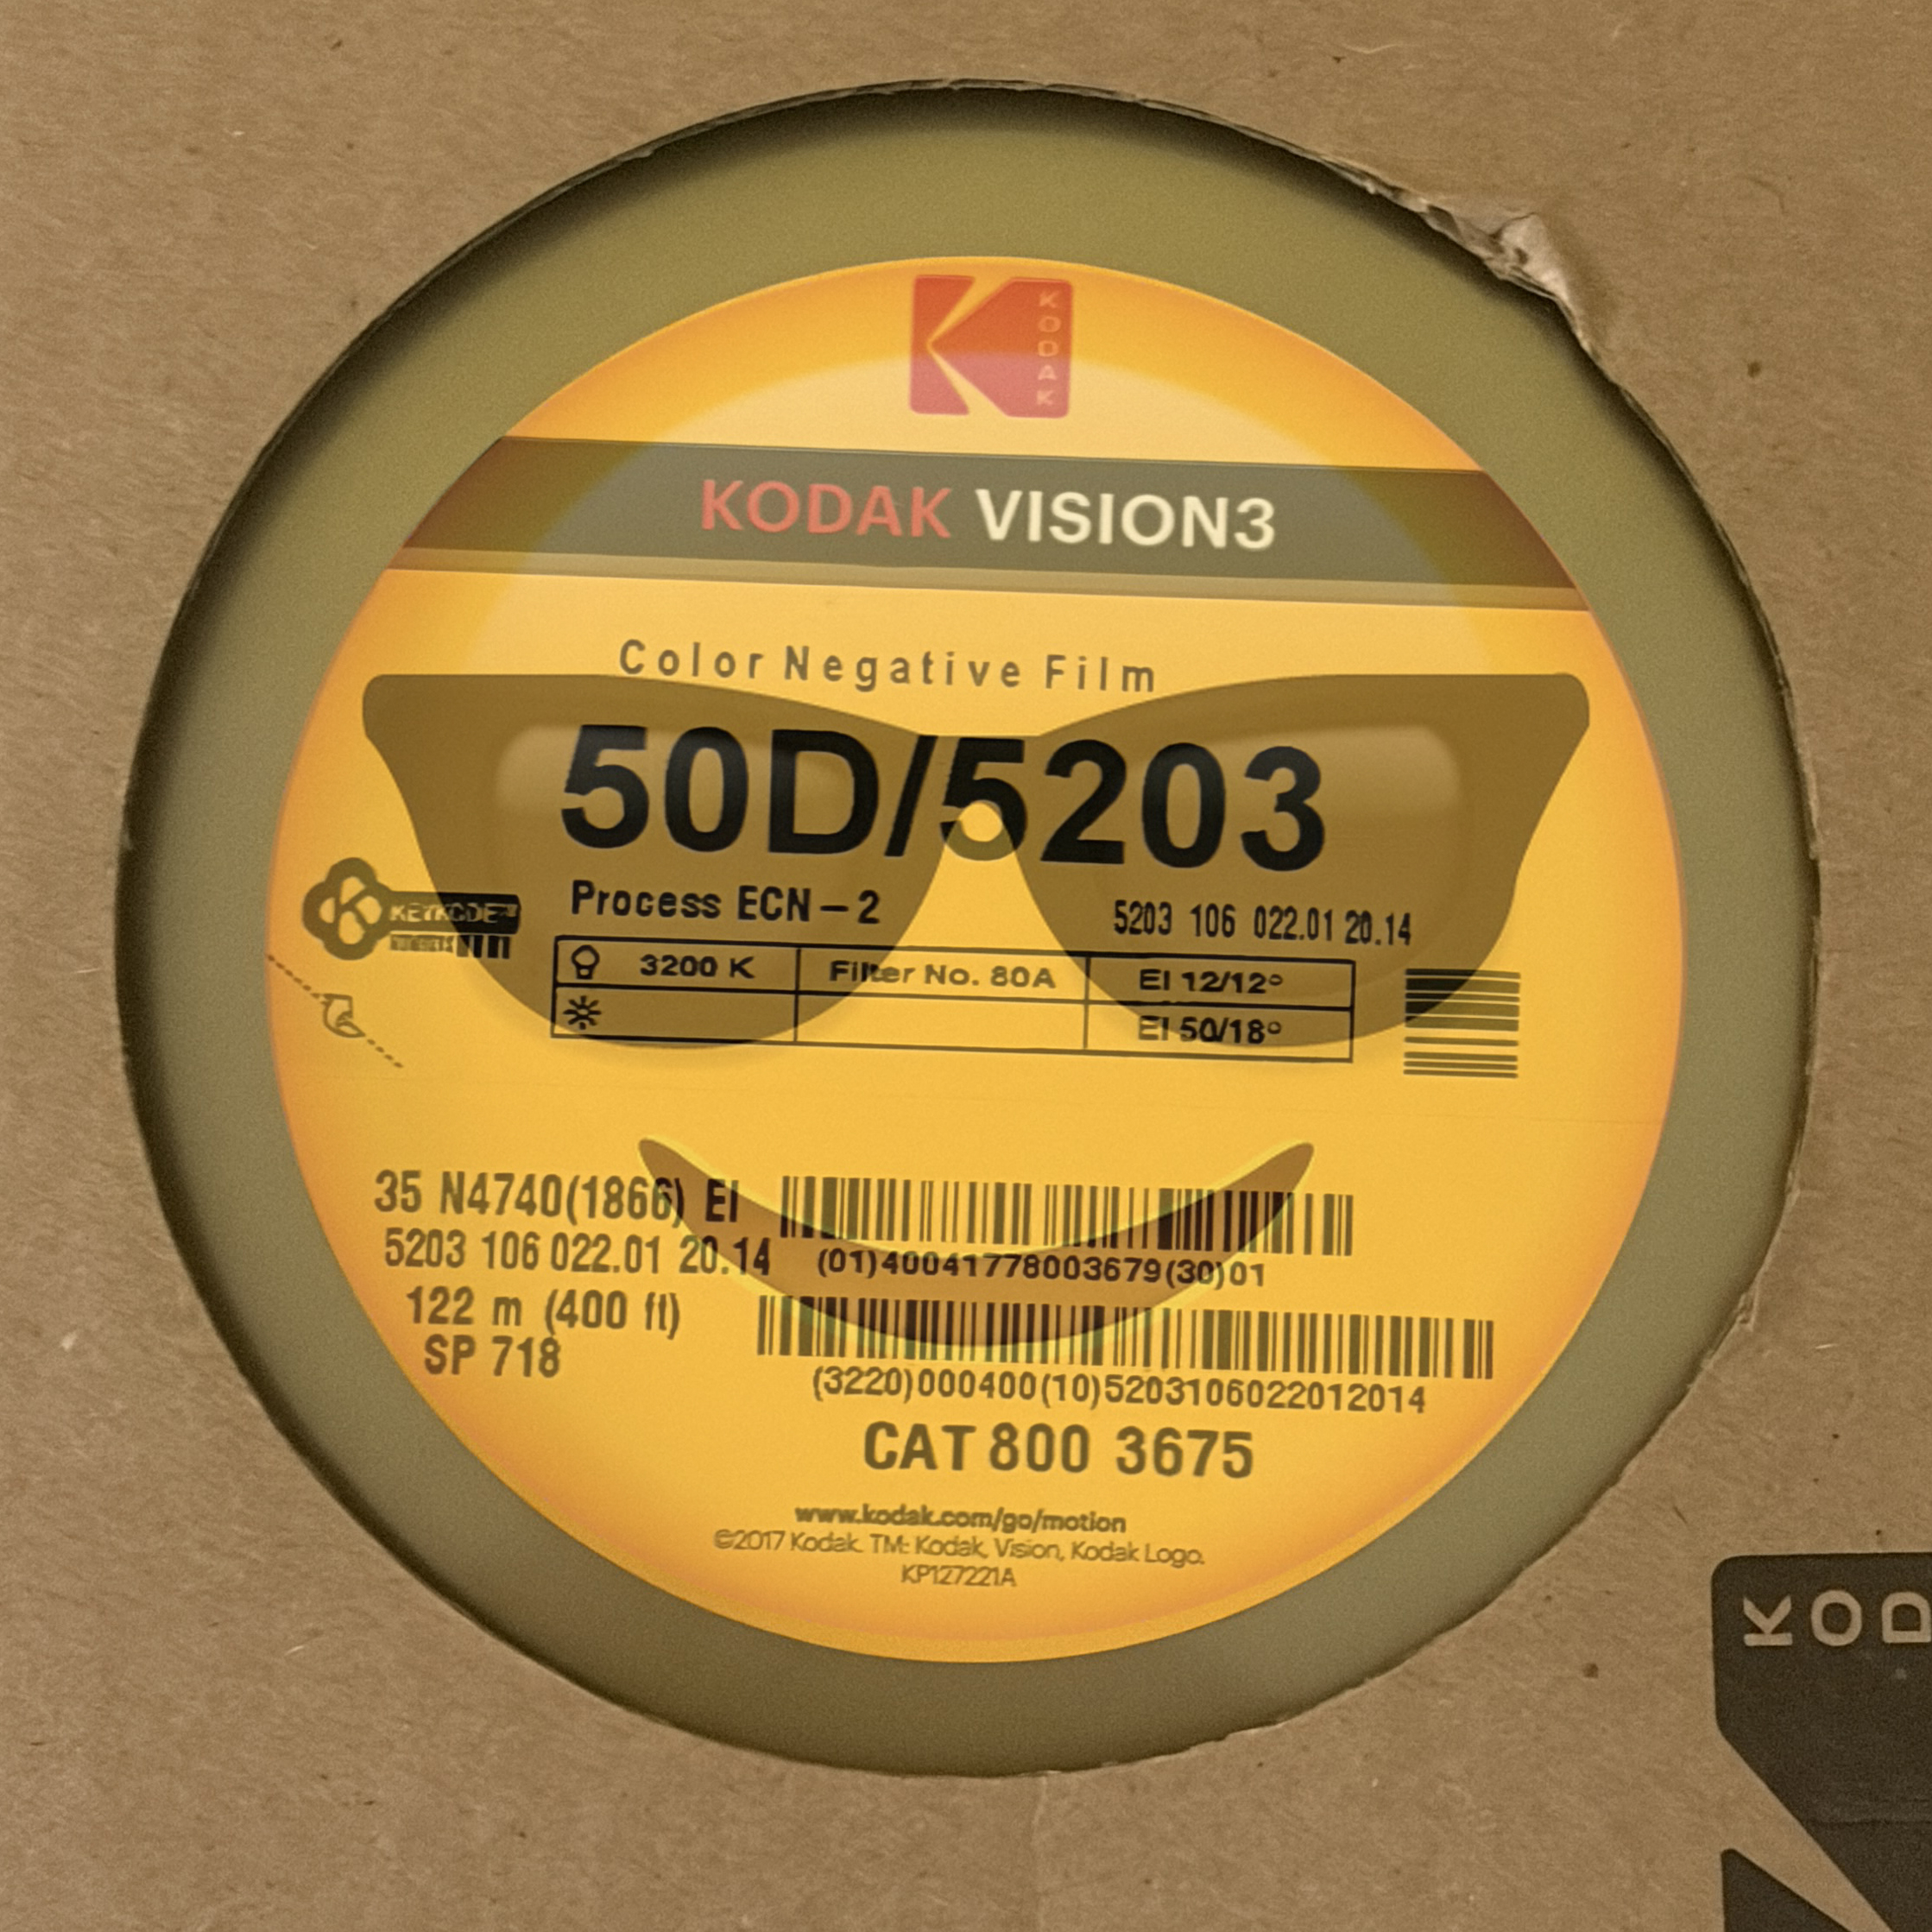 KODAK
KODAK VISION3
Color Negative Film
50D/5203
Process ECN-2
5203 106 022.01 20.14
KEYKODE™
NUMBERS
3200 K Filter No. 80A EI 12/12°
EI 50/18°
35 N4740(1866) EI
5203 106 022.01 20.14
122 m (400 ft)
SP 718
(01)40041778003679(30)01
(3220)000400(10)5203106022012014
CAT 800 3675
www.kodak.com/go/motion
©2017 Kodak. TM: Kodak, Vision, Kodak Logo.
KP127221A
KOD